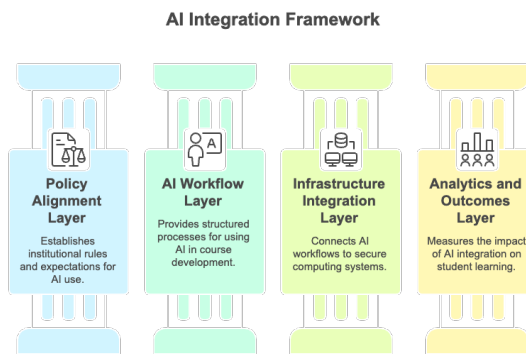 AI Integration Framework
Policy
Alignment
Layer
Establishes
institutional rules
and expectations for
AI use.
A
AI Workflow
Layer
Provides structured
processes for using
AI in course
development.
Infrastructure
Integration
Layer
Connects AI
workflows to secure
computing systems.
Analytics and
Outcomes
Layer
Measures the impact
of AI integration on
student learning.